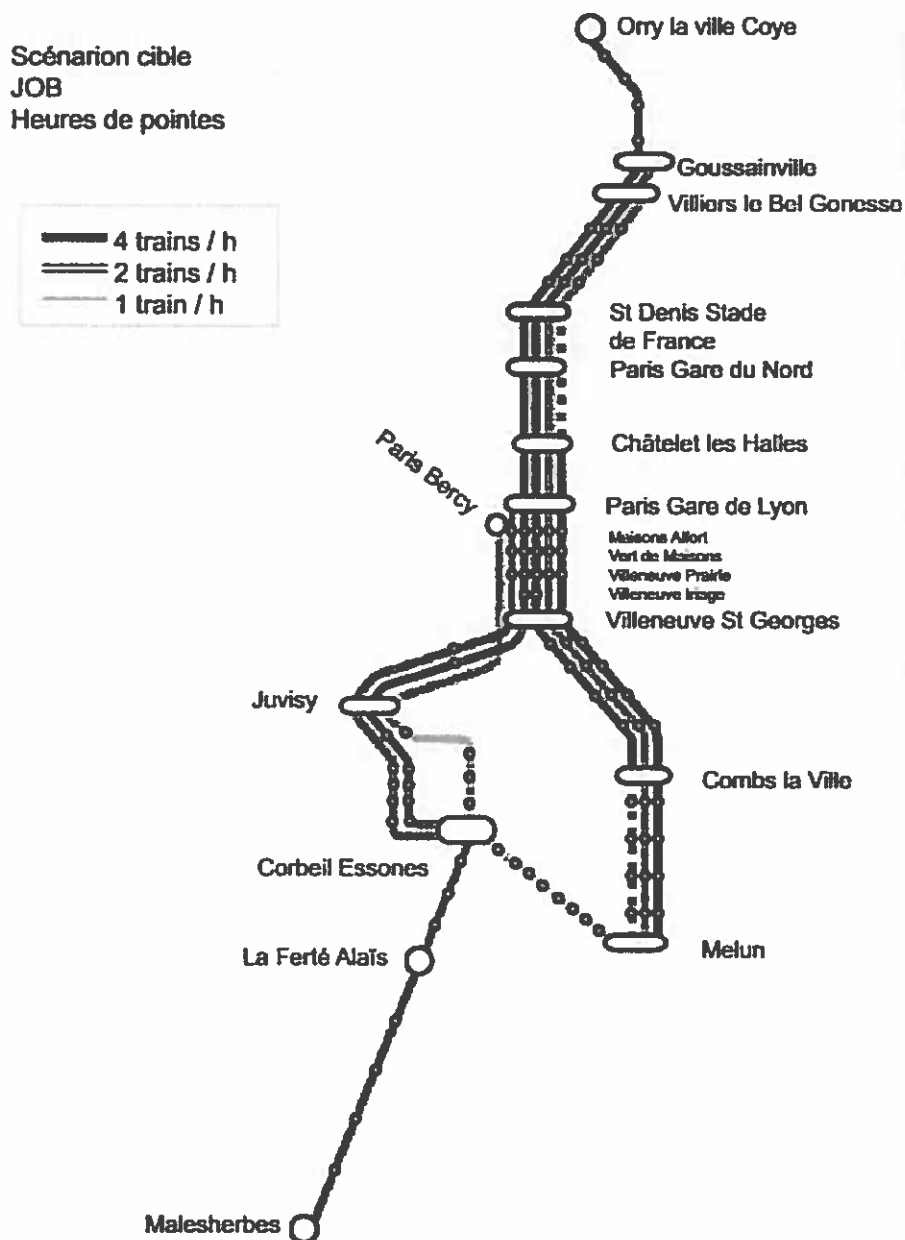 Scénarion cible
JOB
Heures de pointes
4 trains / h
2 trains / h
1 train / h
Orry la ville Coye
Goussainville
Villiers le Bel Gonesse
St Denis Stade
de France
Paris Gare du Nord
Châtelet les Halles
Paris Bercy
Paris Gare de Lyon
Maisons Alfort
Vert de Maisons
Villeneuve Prairie
Villeneuve triage
Villeneuve St Georges
Juvisy
Combs la Ville
Corbeil Essones
La Ferté Alaïs
Melun
Malesherbes